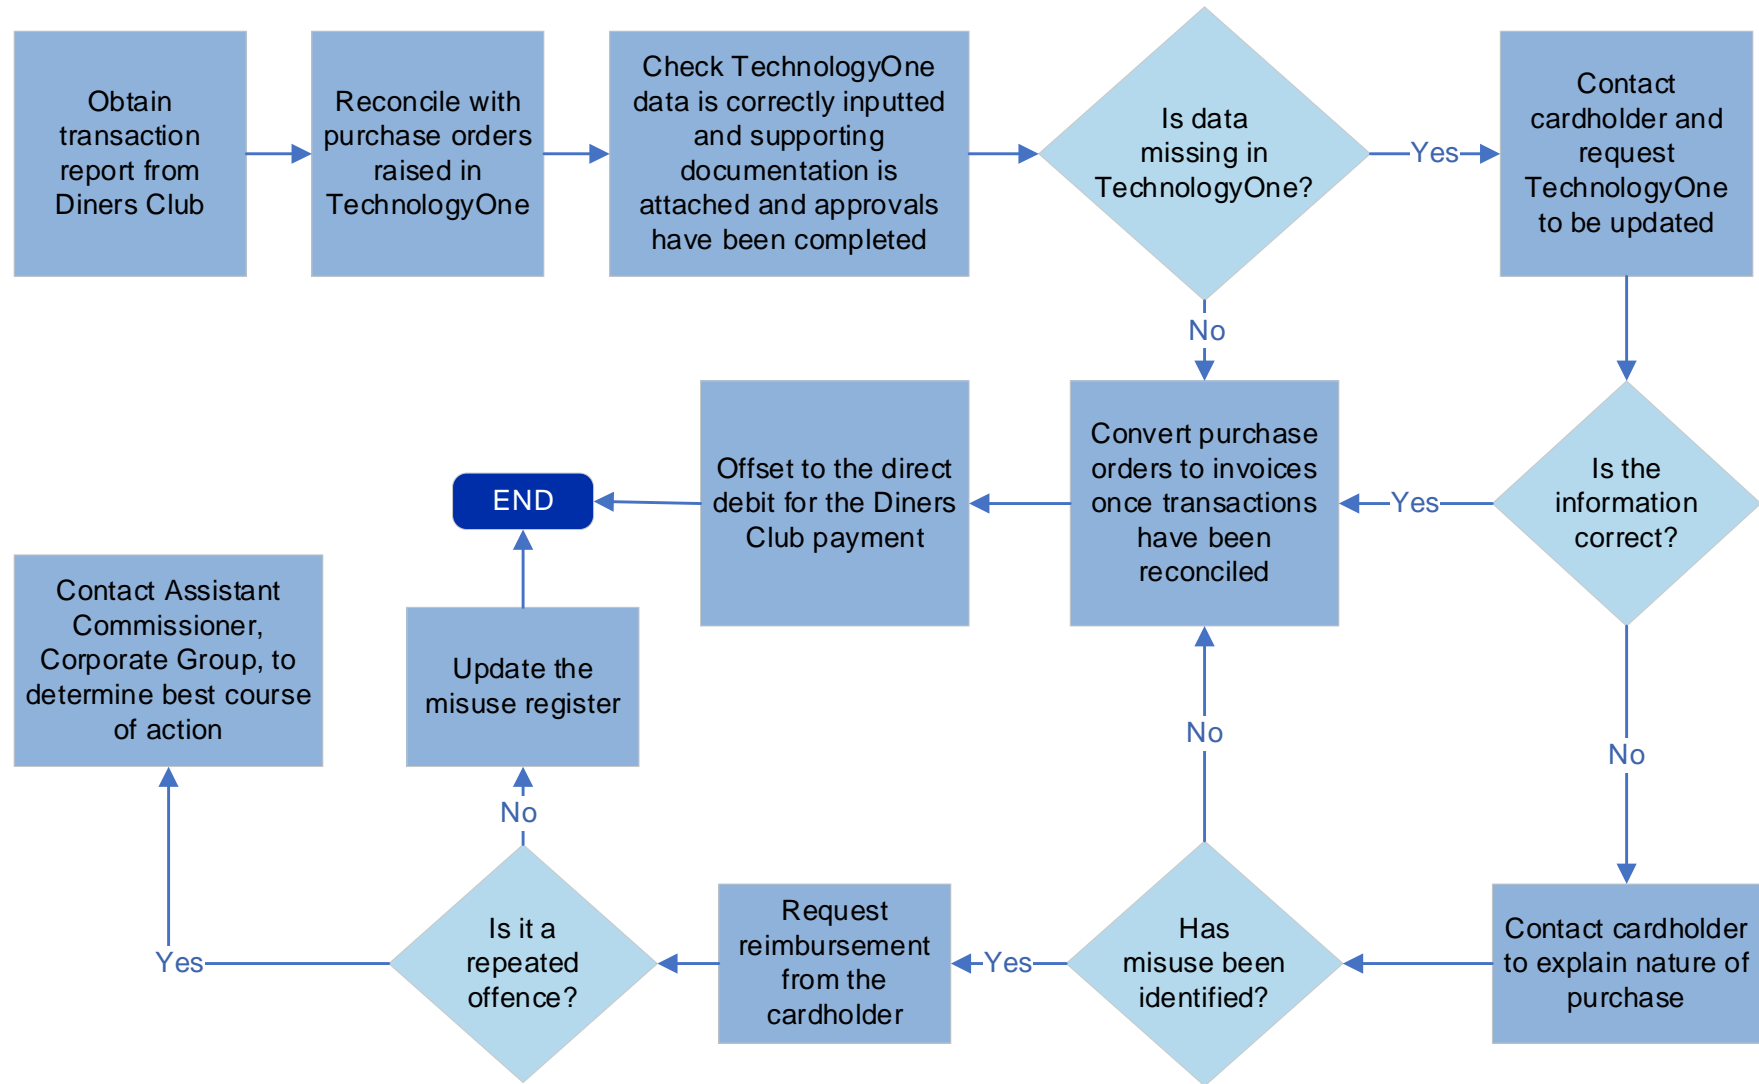 Obtain
transaction
report from
Diners Club
Reconcile with
purchase orders
raised in
TechnologyOne
Check TechnologyOne
data is correctly inputted
and supporting
documentation is
attached and approvals
have been completed
Is data
missing in
TechnologyOne?
Yes
Contact
cardholder and
request
TechnologyOne
to be updated
No
END
Offset to the direct
debit for the Diners
Club payment
Convert purchase
orders to invoices
once transactions
have been
reconciled
Yes
Is the
information
correct?
Contact Assistant
Commissioner,
Corporate Group, to
determine best course
of action
Update the
misuse register
No
No
No
Yes
Is it a
repeated
offence?
Request
reimbursement
from the
cardholder
Yes
Has
misuse been
identified?
Contact cardholder
to explain nature of
purchase